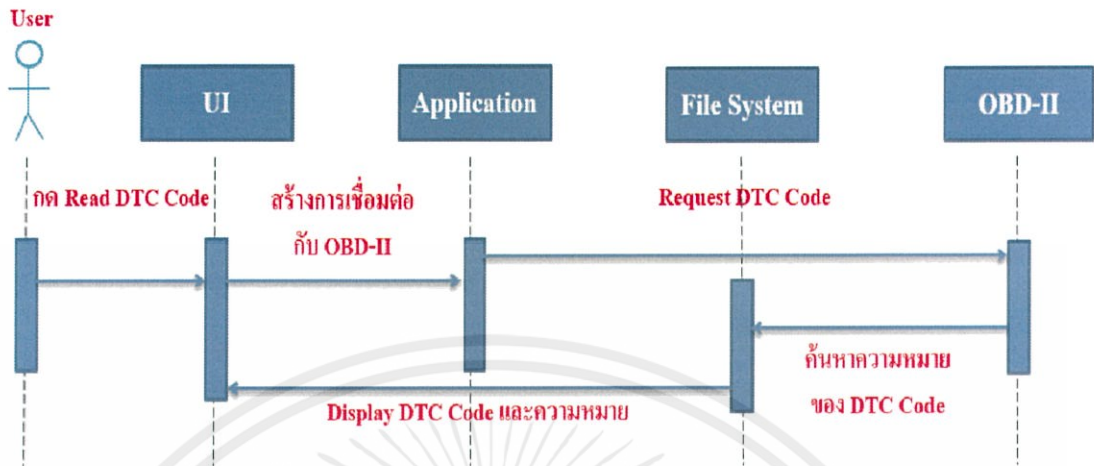 User
UI
Application
File System
OBD-II
กด Read DTC Code
สร้างการเชื่อมต่อ
กับ OBD-II
Request DTC Code
ค้นหาความหมาย
ของ DTC Code
Display DTC Code และความหมาย